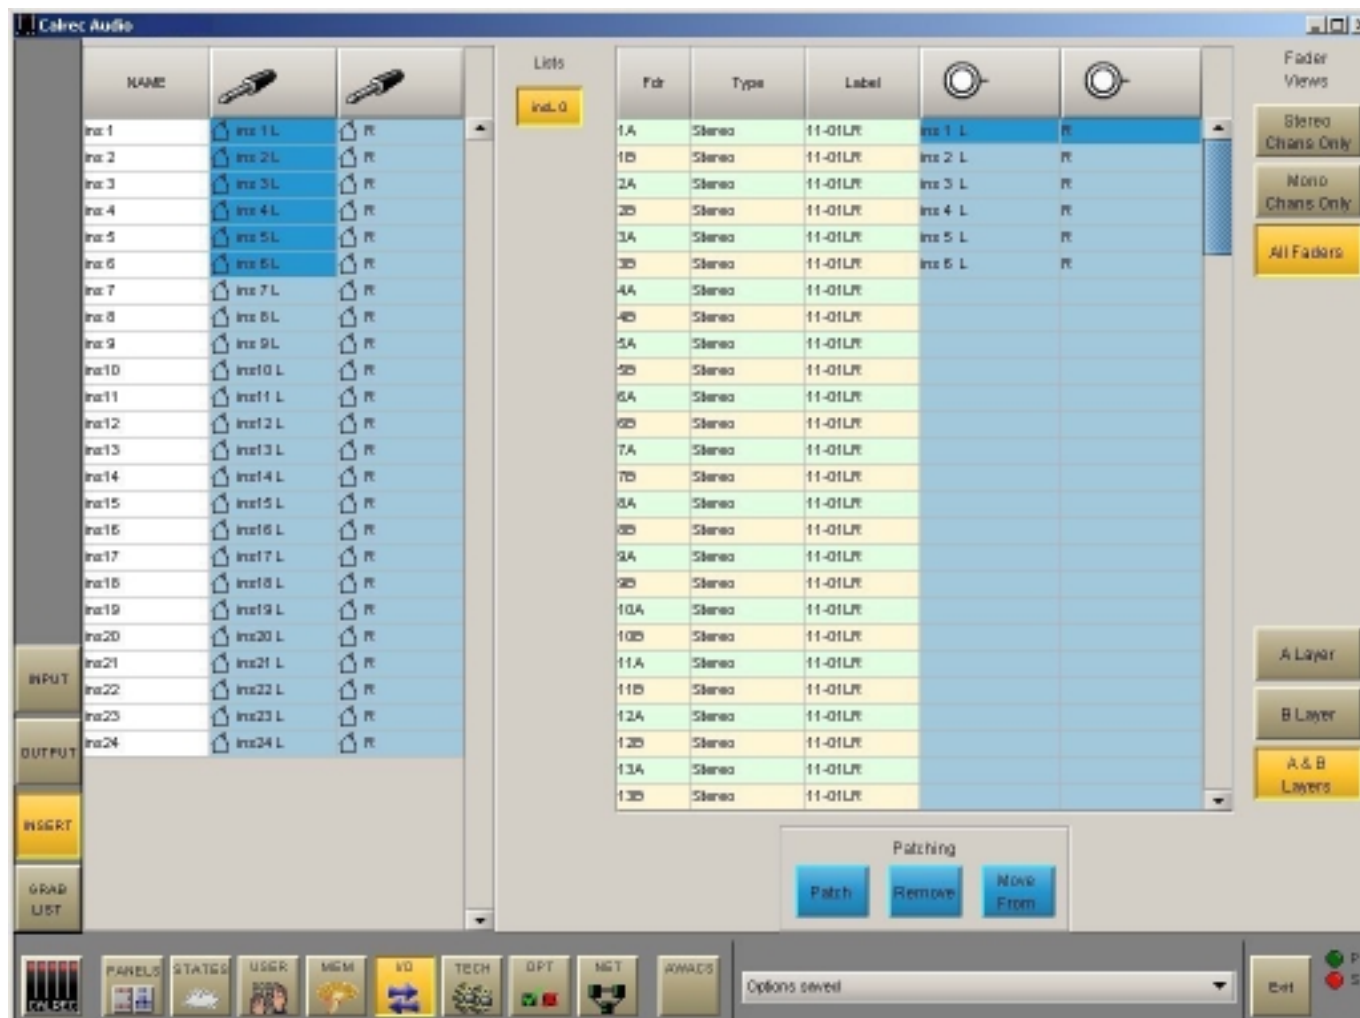 Calrec Audio
NAME
Lists
insL 0
Fdr Type Label
Fader
Views
ins 1 ins 1 L R
ins 2 ins 2 L R
ins 3 ins 3 L R
ins 4 ins 4 L R
ins 5 ins 5 L R
ins 6 ins 6 L R
ins 7 ins 7 L R
ins 8 ins 8 L R
ins 9 ins 9 L R
ins10 ins10 L R
ins11 ins11 L R
ins12 ins12 L R
ins13 ins13 L R
ins14 ins14 L R
ins15 ins15 L R
ins16 ins16 L R
ins17 ins17 L R
ins18 ins18 L R
ins19 ins19 L R
ins20 ins20 L R
ins21 ins21 L R
ins22 ins22 L R
ins23 ins23 L R
ins24 ins24 L R
1A Stereo 11-01LR ins 1 L R
1B Stereo 11-01LR ins 2 L R
2A Stereo 11-01LR ins 3 L R
2B Stereo 11-01LR ins 4 L R
3A Stereo 11-01LR ins 5 L R
3B Stereo 11-01LR ins 6 L R
4A Stereo 11-01LR
4B Stereo 11-01LR
5A Stereo 11-01LR
5B Stereo 11-01LR
6A Stereo 11-01LR
6B Stereo 11-01LR
7A Stereo 11-01LR
7B Stereo 11-01LR
8A Stereo 11-01LR
8B Stereo 11-01LR
9A Stereo 11-01LR
9B Stereo 11-01LR
10A Stereo 11-01LR
10B Stereo 11-01LR
11A Stereo 11-01LR
11B Stereo 11-01LR
12A Stereo 11-01LR
12B Stereo 11-01LR
13A Stereo 11-01LR
13B Stereo 11-01LR
Stereo
Chans Only
Mono
Chans Only
All Faders
A Layer
B Layer
A & B
Layers
INPUT
OUTPUT
INSERT
GRAB
LIST
Patching
Patch
Remove
Move
From
CALREC
PANELS
STATES
USER
MEM
I/O
TECH
OPT
NET
AWACS
Options saved
Exit
P
S